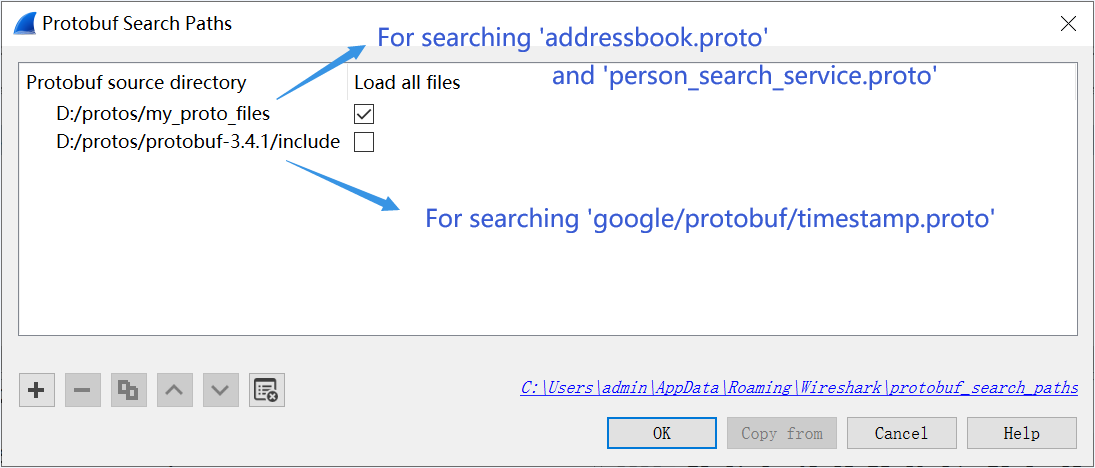 Protobuf Search Paths
For searching 'addressbook.proto'
and 'person_search_service.proto'
Protobuf source directory Load all files
D:/protos/my_proto_files
D:/protos/protobuf-3.4.1/include
For searching 'google/protobuf/timestamp.proto'
C:\Users\admin\AppData\Roaming\Wireshark\protobuf_search_paths
OK Copy from Cancel Help